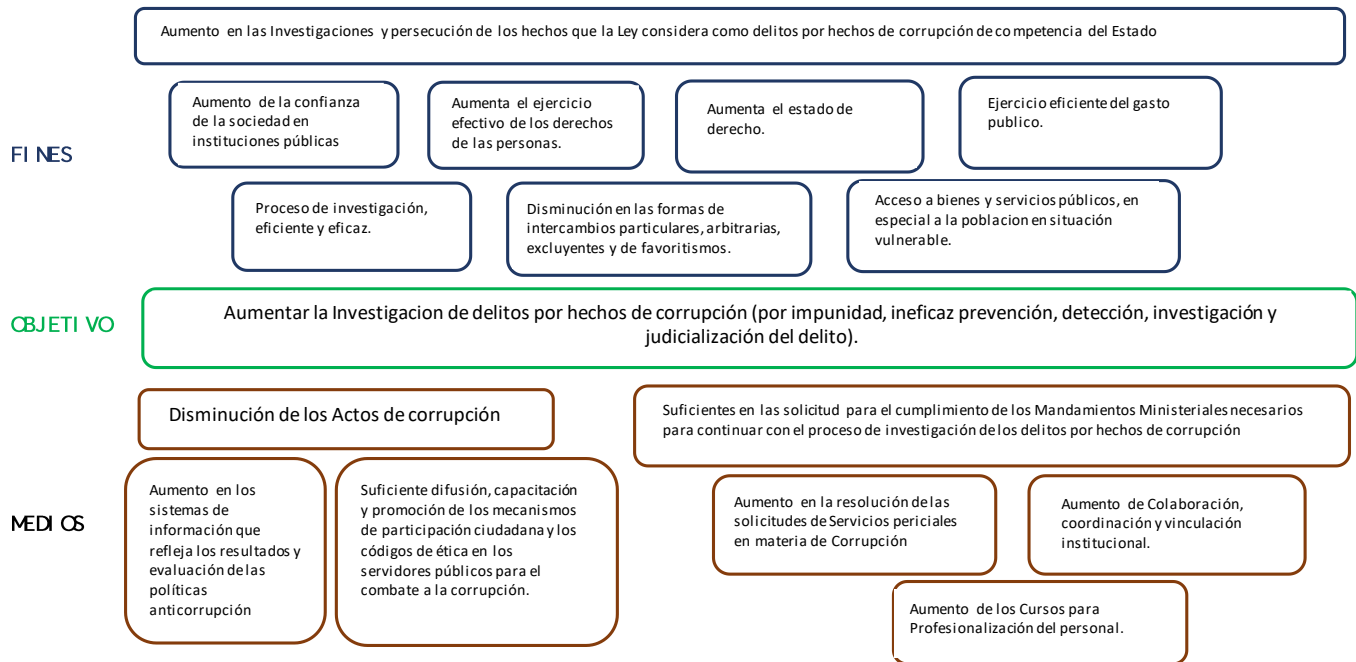 Aumento en las Investigaciones y persecución de los hechos que la Ley considera como delitos por hechos de corrupción de competencia del Estado
Aumento de la confianza
de la sociedad en
instituciones públicas
Aumenta el ejercicio
efectivo de los derechos
de las personas.
Aumenta el estado de
derecho.
Ejercicio eficiente del gasto
publico.
FINES
Proceso de investigación,
eficiente y eficaz.
Disminución en las formas de
intercambios particulares, arbitrarias,
excluyentes y de favoritismos.
Acceso a bienes y servicios públicos, en
especial a la poblacion en situación
vulnerable.
OBJETIVO
Aumentar la Investigacion de delitos por hechos de corrupción (por impunidad, ineficaz prevención, detección, investigación y
judicialización del delito).
Disminución de los Actos de corrupción
Suficientes en las solicitud para el cumplimiento de los Mandamientos Ministeriales necesarios
para continuar con el proceso de investigación de los delitos por hechos de corrupción
MEDIOS
Aumento en los
sistemas de
información que
refleja los resultados y
evaluación de las
políticas
anticorrupción
Suficiente difusión, capacitación
y promoción de los mecanismos
de participación ciudadana y los
códigos de ética en los
servidores públicos para el
combate a la corrupción.
Aumento en la resolución de las
solicitudes de Servicios periciales
en materia de Corrupción
Aumento de Colaboración,
coordinación y vinculación
institucional.
Aumento de los Cursos para
Profesionalización del personal.